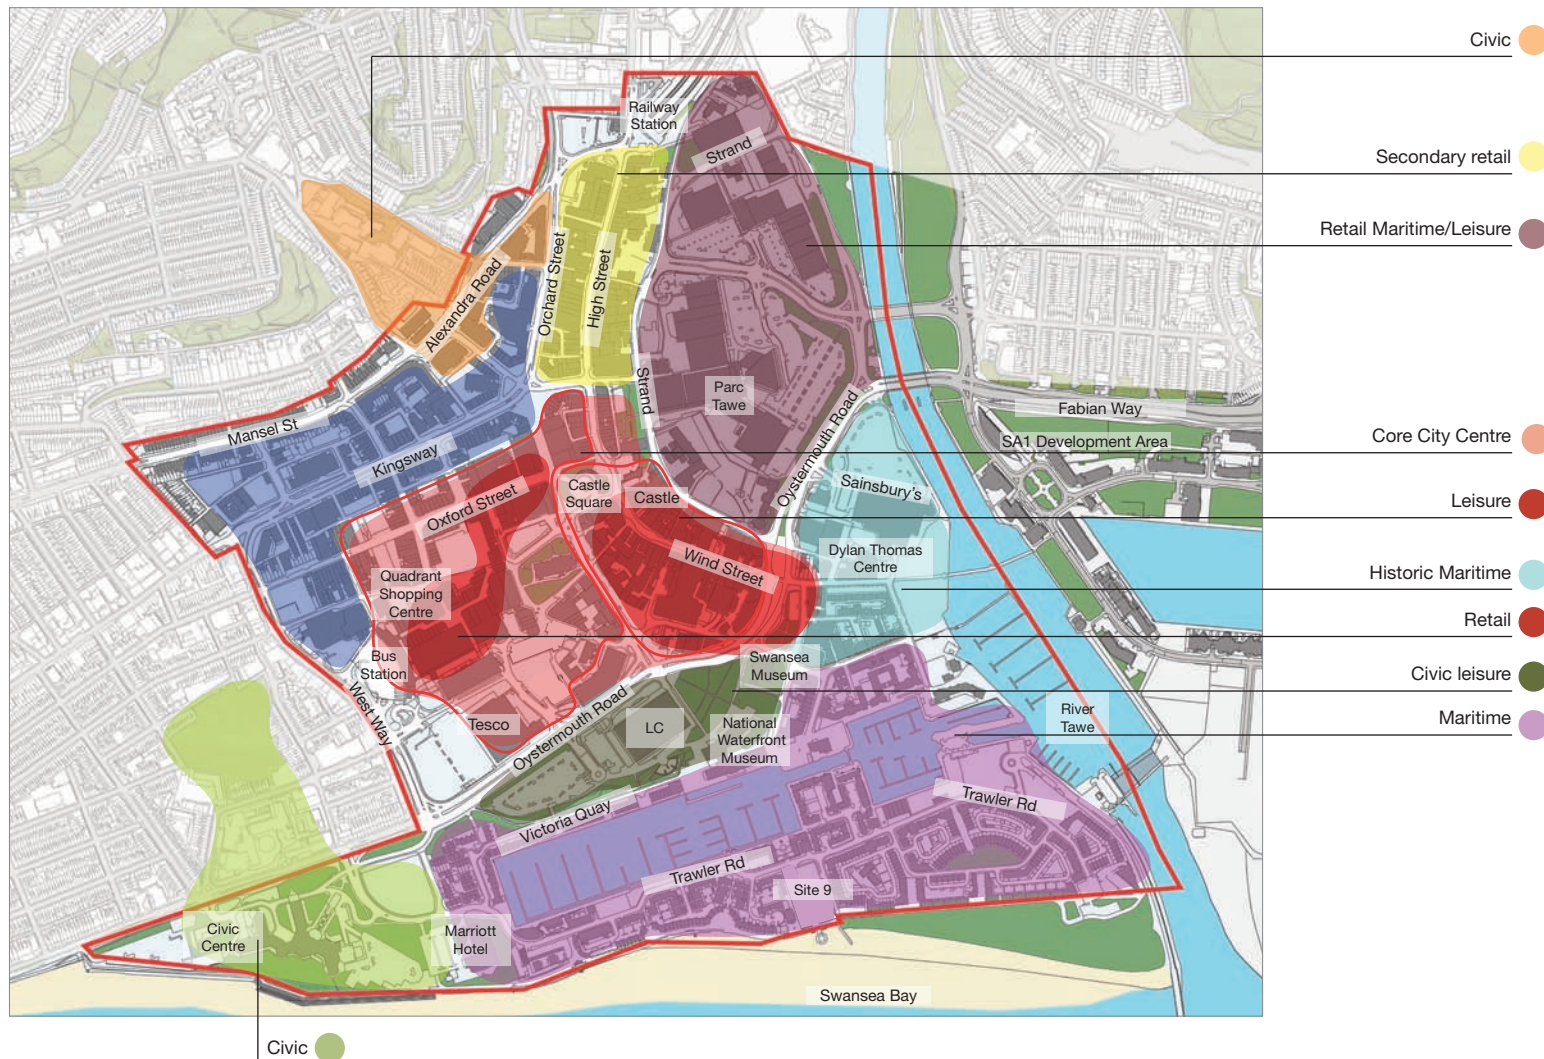 Civic
Railway
Station
Strand
Secondary retail
Retail Maritime/Leisure
Orchard Street
High Street
Alexandra Road
Strand
Parc
Tawe
Fabian Way
Mansel St
Kingsway
Oystermouth Road
SA1 Development Area
Core City Centre
Oxford Street
Castle
Square
Castle
Sainsbury's
Leisure
Wind Street
Dylan Thomas
Centre
Historic Maritime
Quadrant
Shopping
Centre
Retail
Bus
Station
Swansea
Museum
Civic leisure
West Way
Tesco
Oystermouth Road
LC
National
Waterfront
Museum
River
Tawe
Maritime
Victoria Quay
Trawler Rd
Trawler Rd
Site 9
Civic
Centre
Marriott
Hotel
Swansea Bay
Civic